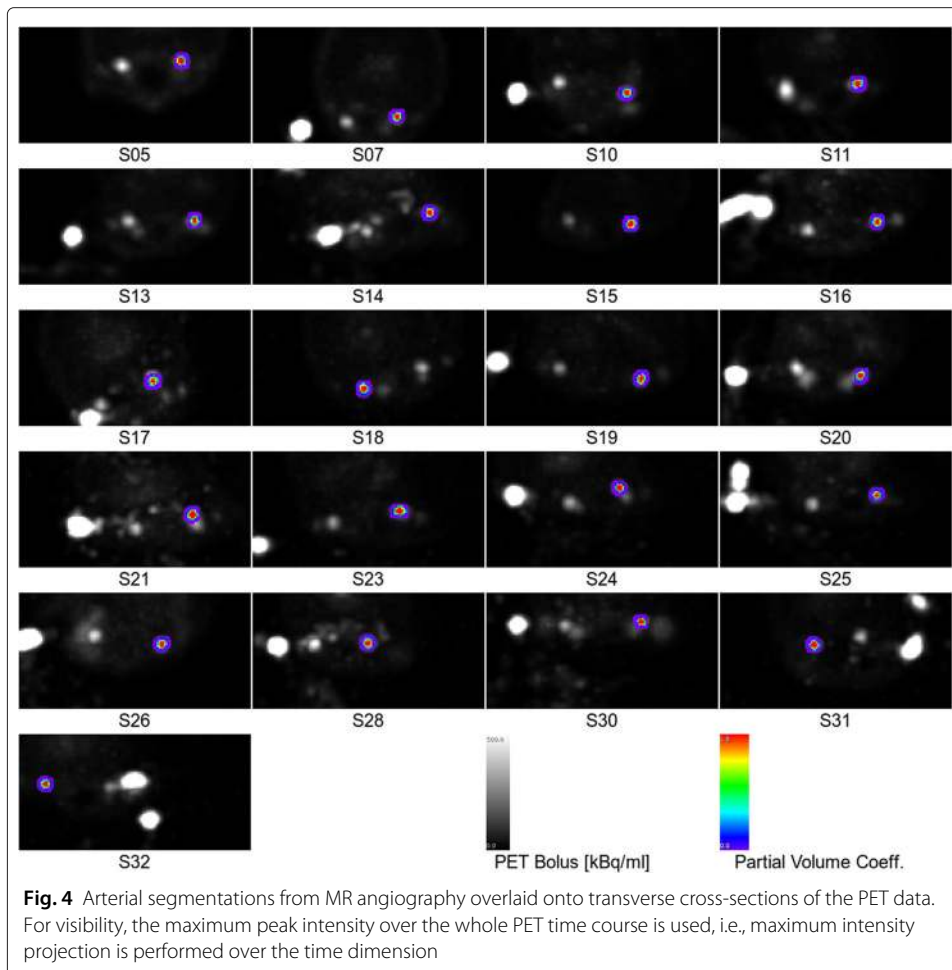 S05 S07 S10 S11
S13 S14 S15 S16
S17 S18 S19 S20
S21 S23 S24 S25
S26 S28 S30 S31
S32 PET Bolus [kBq/ml] Partial Volume Coeff.
Fig. 4 Arterial segmentations from MR angiography overlaid onto transverse cross-sections of the PET data.
For visibility, the maximum peak intensity over the whole PET time course is used, i.e., maximum intensity
projection is performed over the time dimension